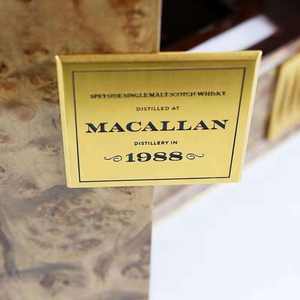 SPEYSIDE SINGLE MALT SCOTCH WHISKY
DISTILLED AT
MACALLAN
DISTILLERY IN
1988